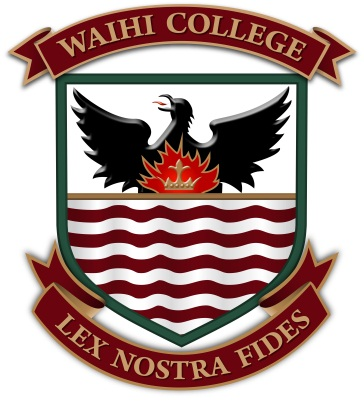 WAIHI COLLEGE
LEX NOSTRA FIDES